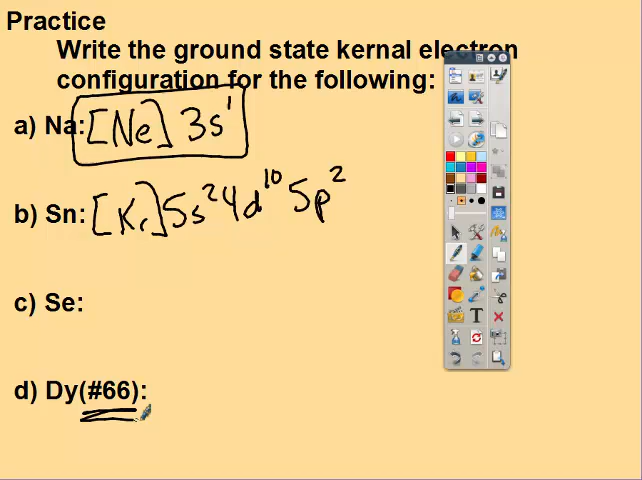 Practice
Write the ground state kernal electron
configuration for the following:
a) Na: [Ne] 3s¹
b) Sn: [Kr] 5s² 4d¹⁰ 5p²
c) Se:
d) Dy(#66):
T